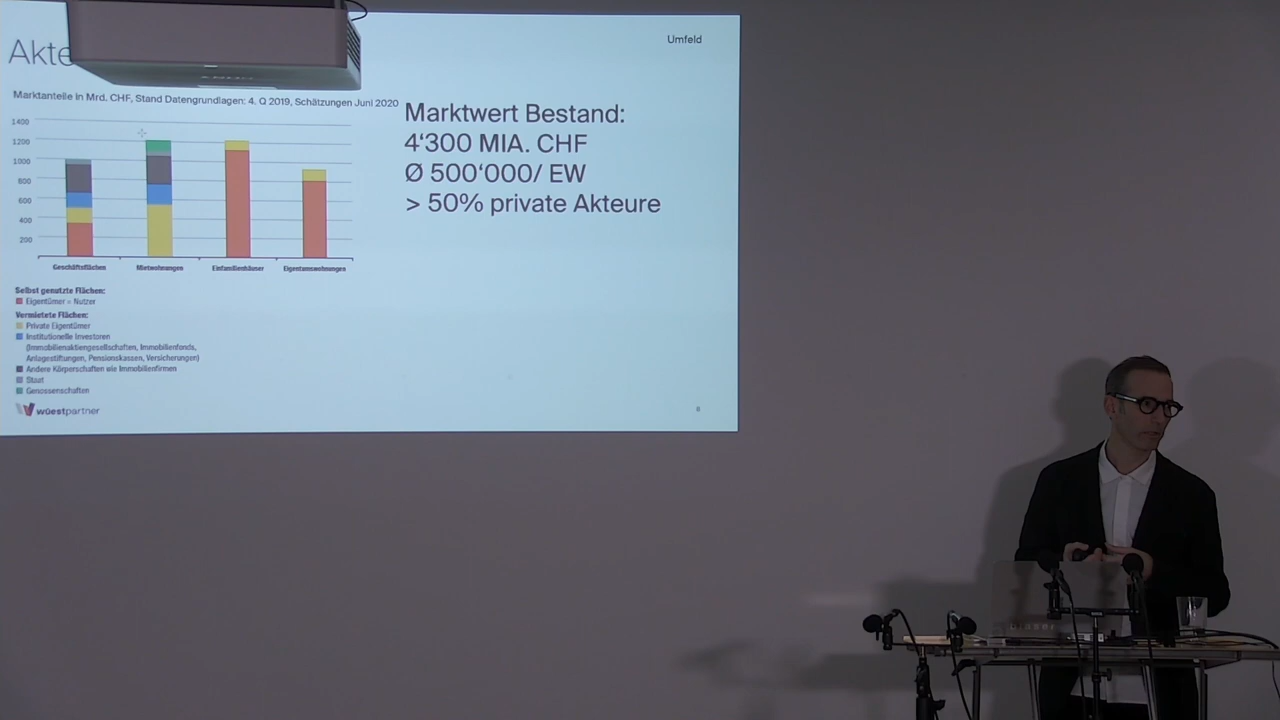 Umfeld
Akte
Marktanteile in Mrd. CHF, Stand Datengrundlagen: 4. Q 2019, Schätzungen Juni 2020
1400
1200
1000
800
600
400
200
Geschäftsflächen Mietwohnungen Einfamilienhäuser Eigentumswohnungen
Marktwert Bestand:
4‘300 MIA. CHF
Ø 500‘000/ EW
> 50% private Akteure
Selbst genutzte Flächen:
Eigentümer = Nutzer
Vermietete Flächen:
Private Eigentümer
Institutionelle Investoren
(Immobilienaktiengesellschaften, Immobilienfonds,
Anlagestiftungen, Pensionskassen, Versicherungen)
Andere Körperschaften wie Immobilienfirmen
Staat
Genossenschaften
wüestpartner
8